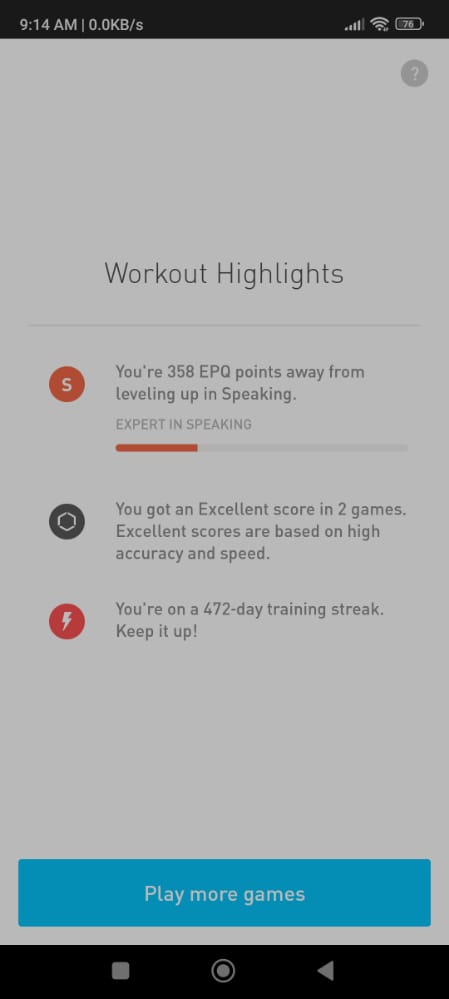 9:14 AM | 0.0KB/s
76
?
Workout Highlights
S
You're 358 EPQ points away from
leveling up in Speaking.
EXPERT IN SPEAKING
You got an Excellent score in 2 games.
Excellent scores are based on high
accuracy and speed.
You're on a 472-day training streak.
Keep it up!
Play more games